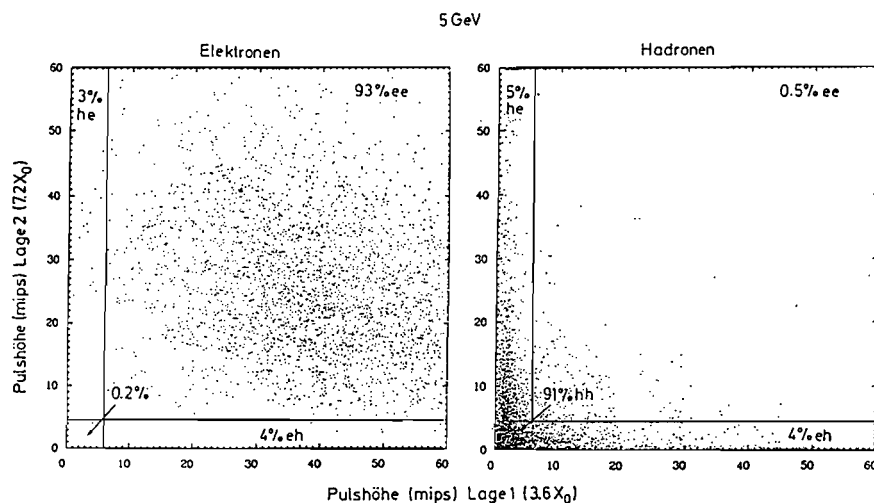 5 GeV
Elektronen
Hadronen
Pulshöhe (mips) Lage 2 (7.2X₀)
60
50
40
30
20
10
0
3%
he
93% ee
0.2%
4% eh
0 10 20 30 40 50 60
60
50
40
30
20
10
0
5%
he
0.5% ee
91% hh
4% eh
0 10 20 30 40 50 60
Pulshöhe (mips) Lage 1 (3.6X₀)